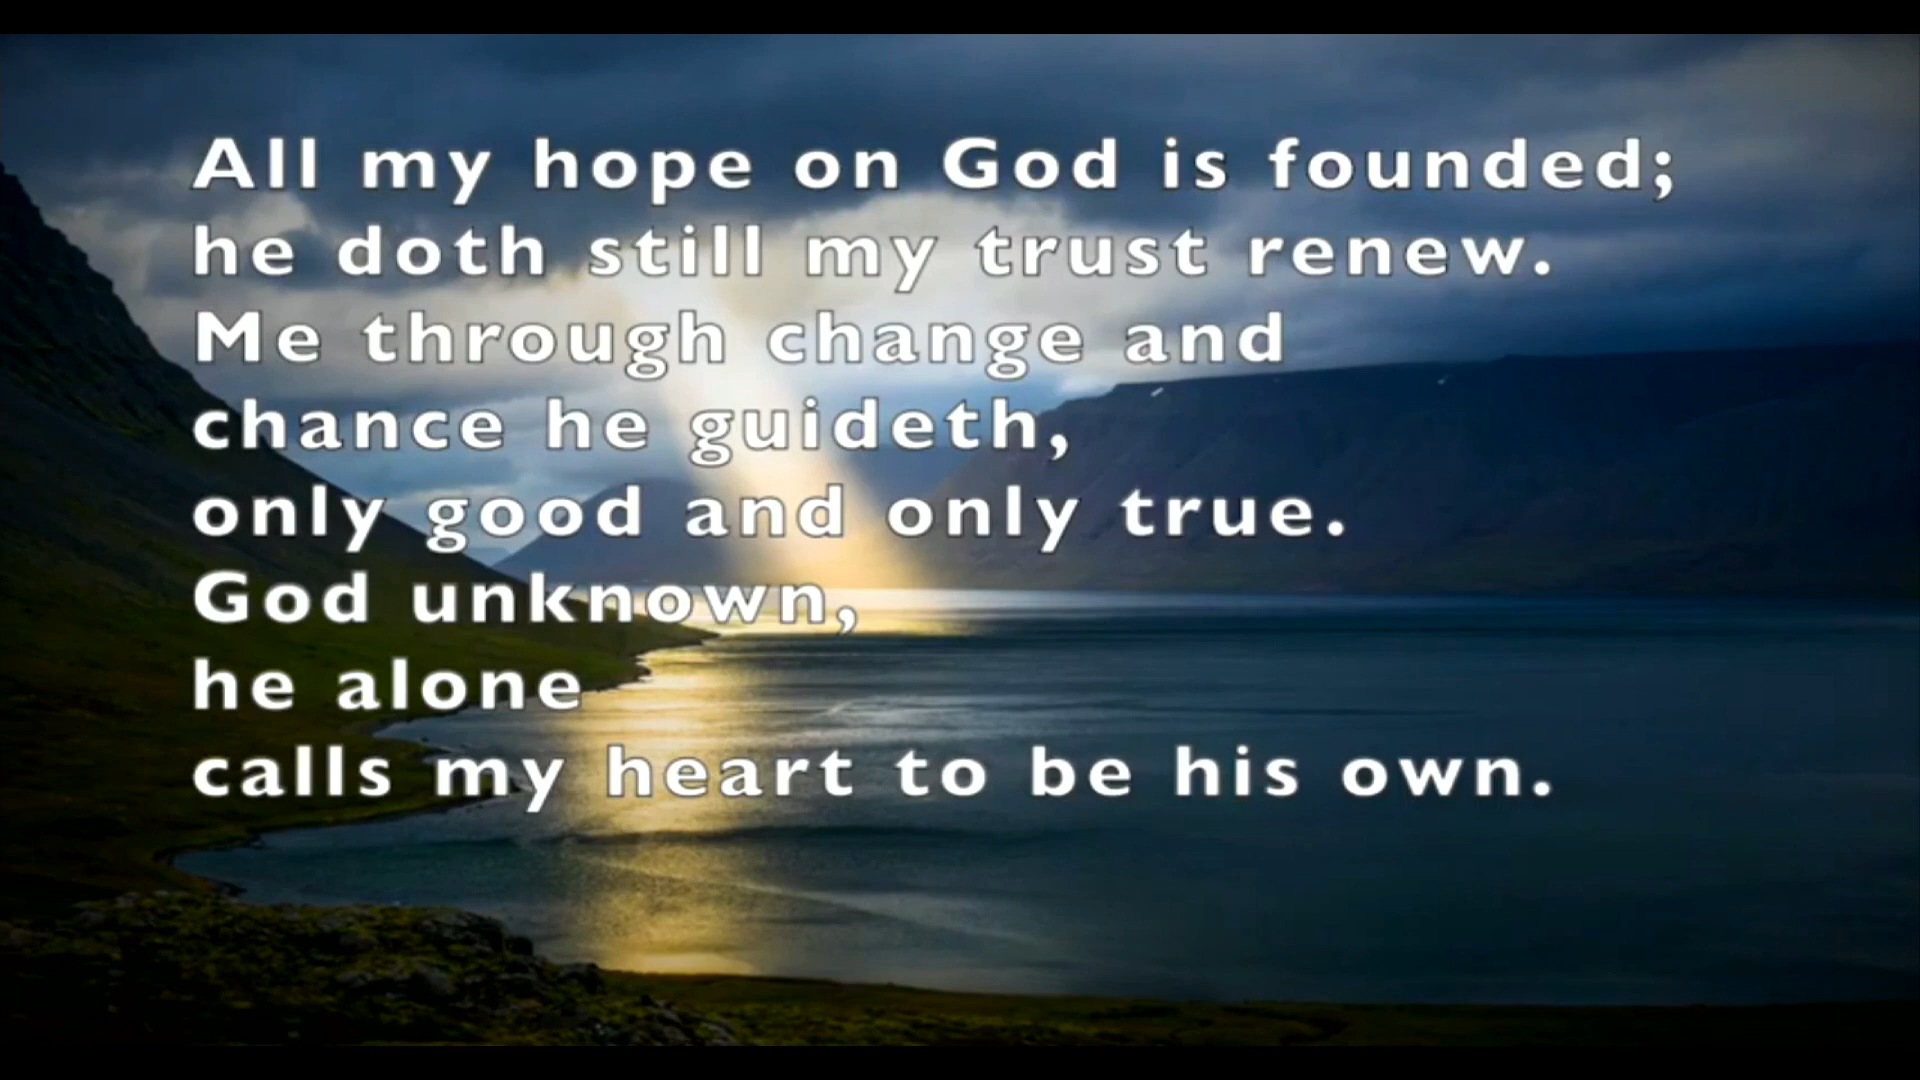 All my hope on God is founded;
he doth still my trust renew.
Me through change and
chance he guideth,
only good and only true.
God unknown,
he alone
calls my heart to be his own.